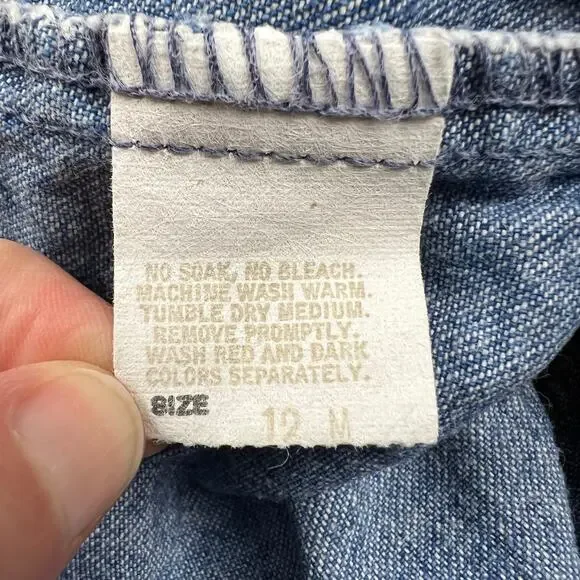 NO SOAK, NO BLEACH.
MACHINE WASH WARM.
TUMBLE DRY MEDIUM.
REMOVE PROMPTLY.
WASH RED AND DARK
COLORS SEPARATELY.
SIZE 12 M